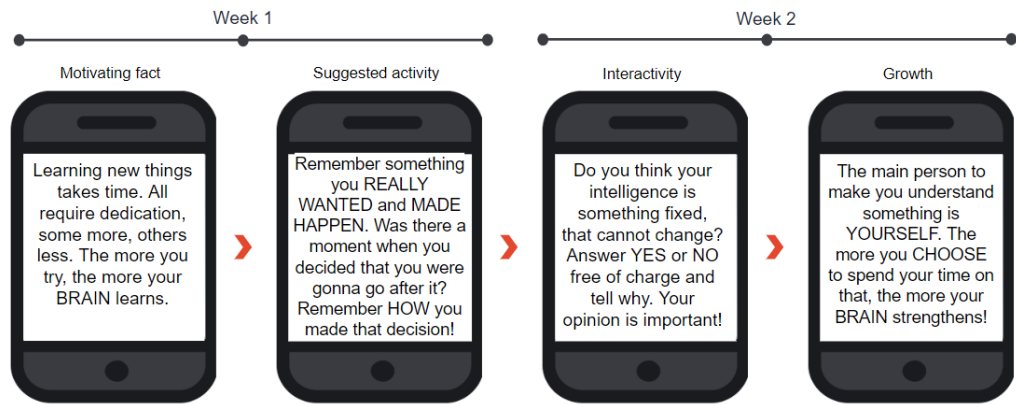 Week 1
Week 2
Motivating fact
Suggested activity
Interactivity
Growth
Learning new things
takes time. All
require dedication,
some more, others
less. The more you
try, the more your
BRAIN learns.
Remember something
you REALLY
WANTED and MADE
HAPPEN. Was there a
moment when you
decided that you were
gonna go after it?
Remember HOW you
made that decision!
Do you think your
intelligence is
something fixed,
that cannot change?
Answer YES or NO
free of charge and
tell why. Your
opinion is important!
The main person to
make you understand
something is
YOURSELF. The
more you CHOOSE
to spend your time on
that, the more your
BRAIN strengthens!